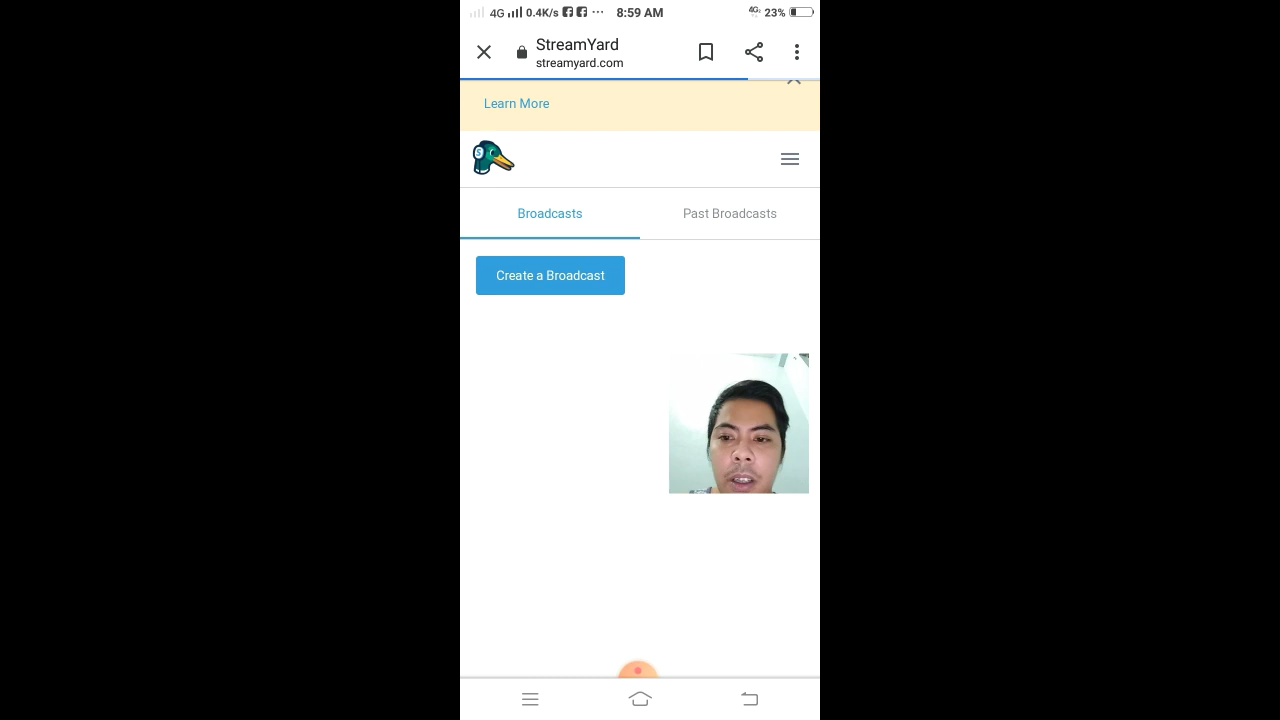 4G 0.4K/s ... 8:59 AM 23%
StreamYard
streamyard.com
Learn More
Broadcasts Past Broadcasts
Create a Broadcast